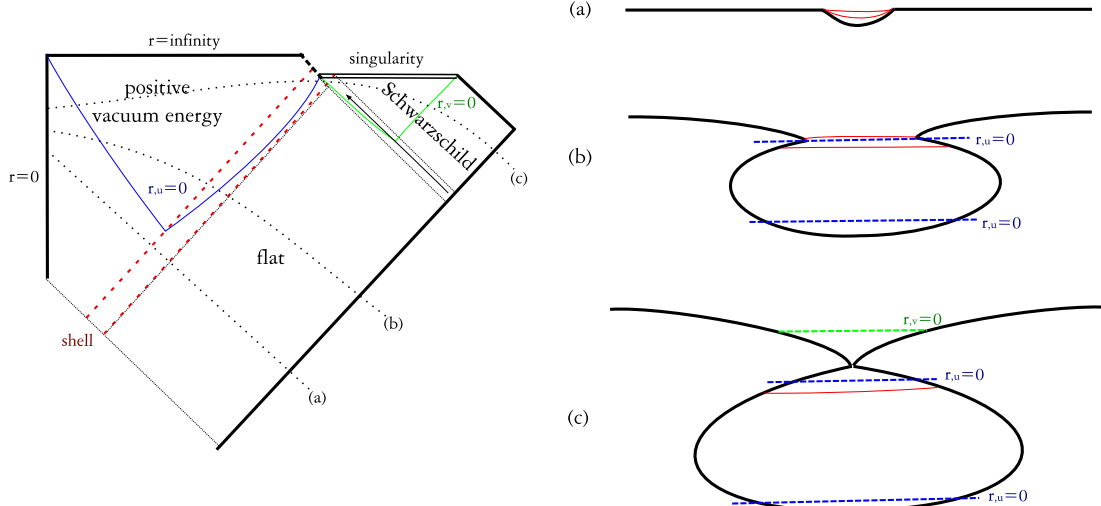 r=infinity
singularity
positive
vacuum energy
Schwarzschild
r,v=0
r=0
r,u=0
(c)
flat
(b)
shell
(a)
(a)
r,u=0
(b)
r,u=0
r,v=0
r,u=0
(c)
r,u=0